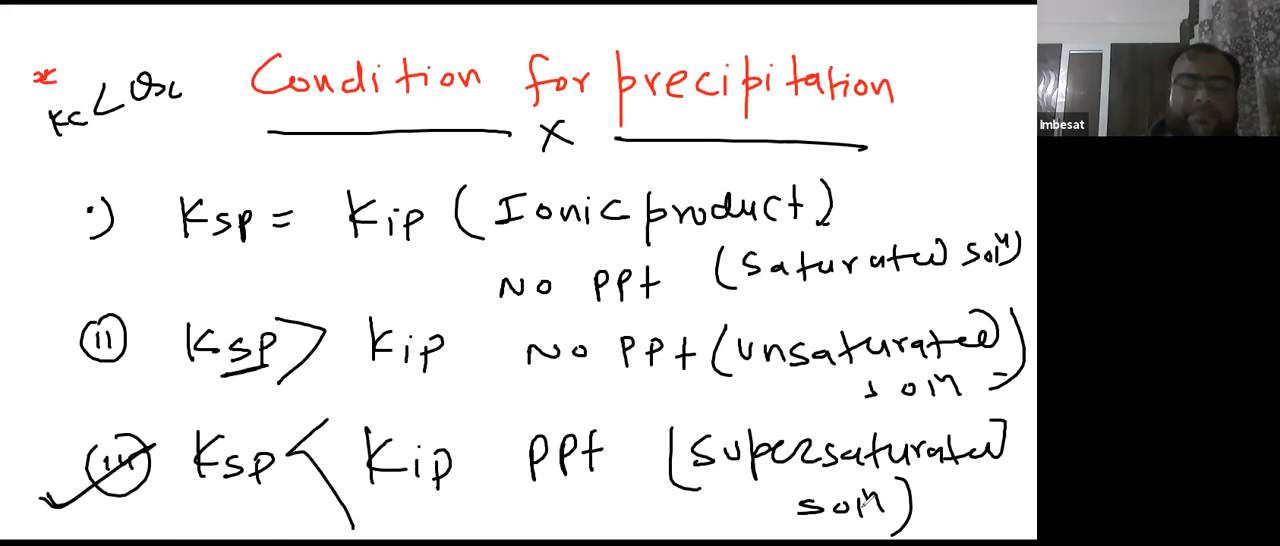 Condition for precipitation
Kc < Qc
Imbesat
·) Ksp = Kip (Ionic product)
No PPt (saturated soln)
(ii) Ksp > Kip No PPt (unsaturated
soln)
(iii) Ksp < Kip PPt (supersaturated
soln)